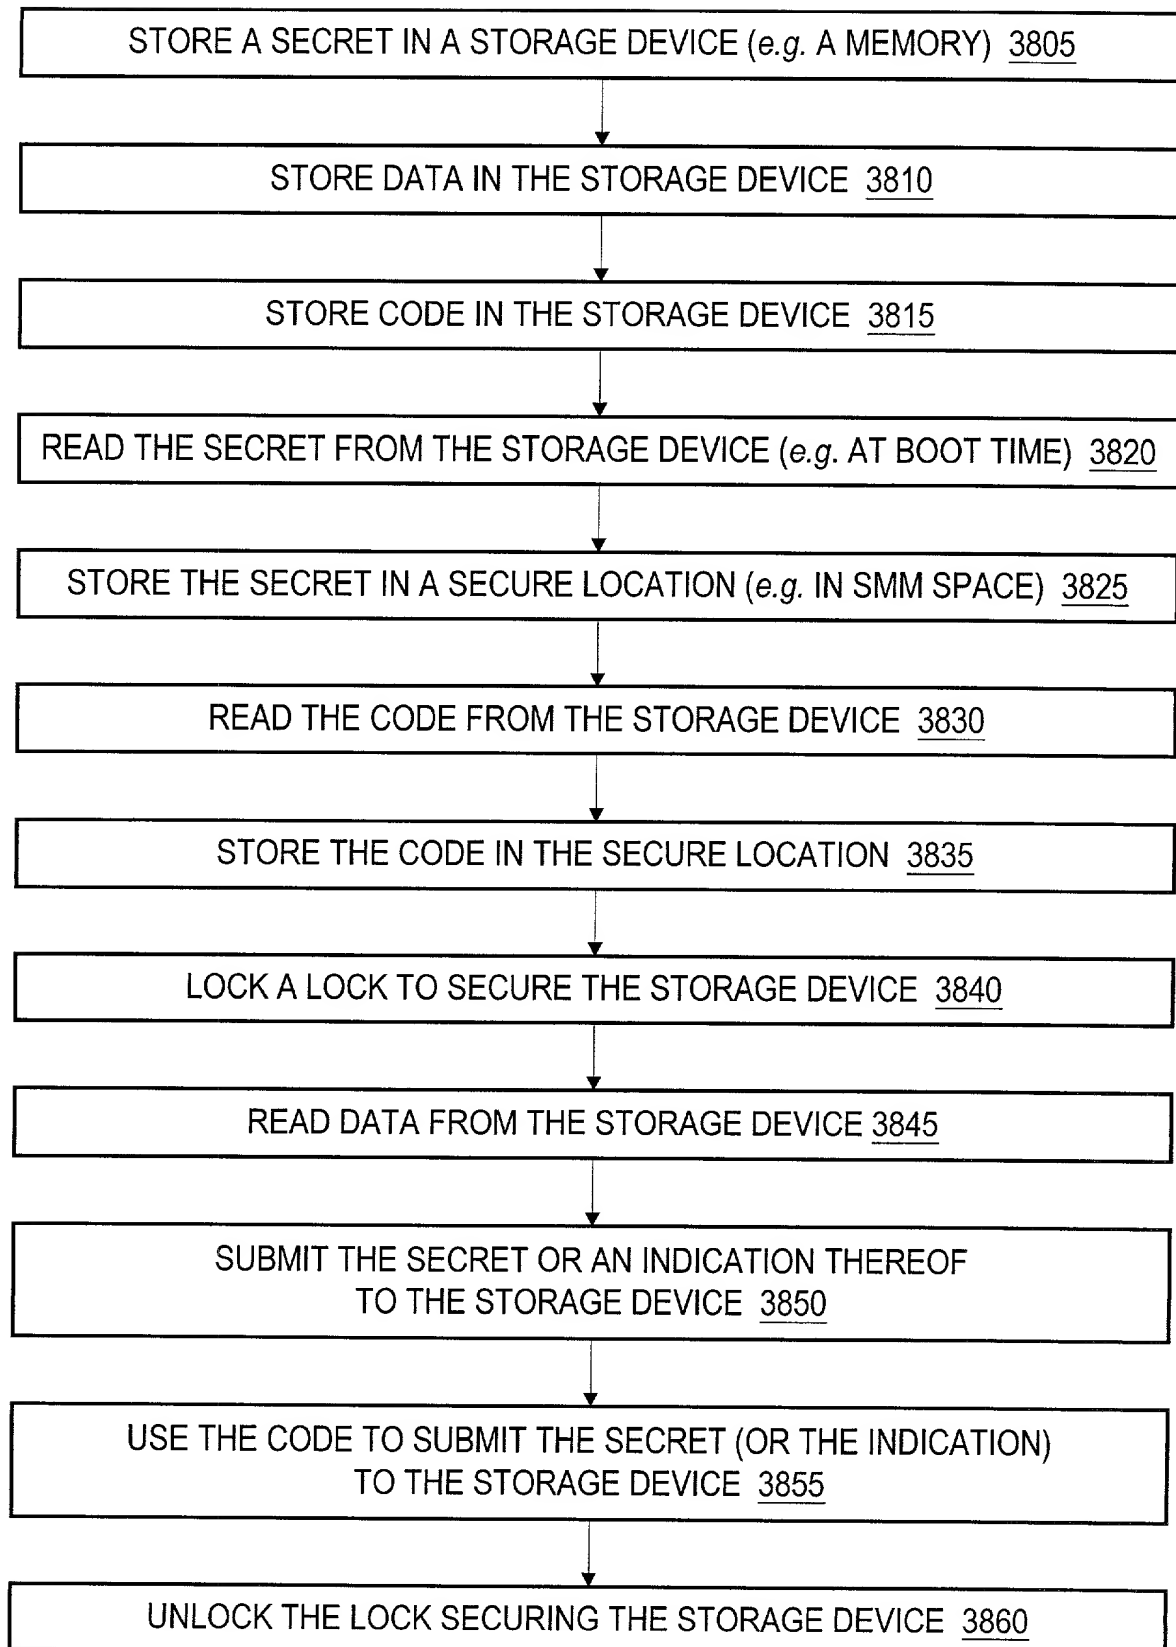 STORE A SECRET IN A STORAGE DEVICE (e.g. A MEMORY) 3805
STORE DATA IN THE STORAGE DEVICE 3810
STORE CODE IN THE STORAGE DEVICE 3815
READ THE SECRET FROM THE STORAGE DEVICE (e.g. AT BOOT TIME) 3820
STORE THE SECRET IN A SECURE LOCATION (e.g. IN SMM SPACE) 3825
READ THE CODE FROM THE STORAGE DEVICE 3830
STORE THE CODE IN THE SECURE LOCATION 3835
LOCK A LOCK TO SECURE THE STORAGE DEVICE 3840
READ DATA FROM THE STORAGE DEVICE 3845
SUBMIT THE SECRET OR AN INDICATION THEREOF
TO THE STORAGE DEVICE 3850
USE THE CODE TO SUBMIT THE SECRET (OR THE INDICATION)
TO THE STORAGE DEVICE 3855
UNLOCK THE LOCK SECURING THE STORAGE DEVICE 3860